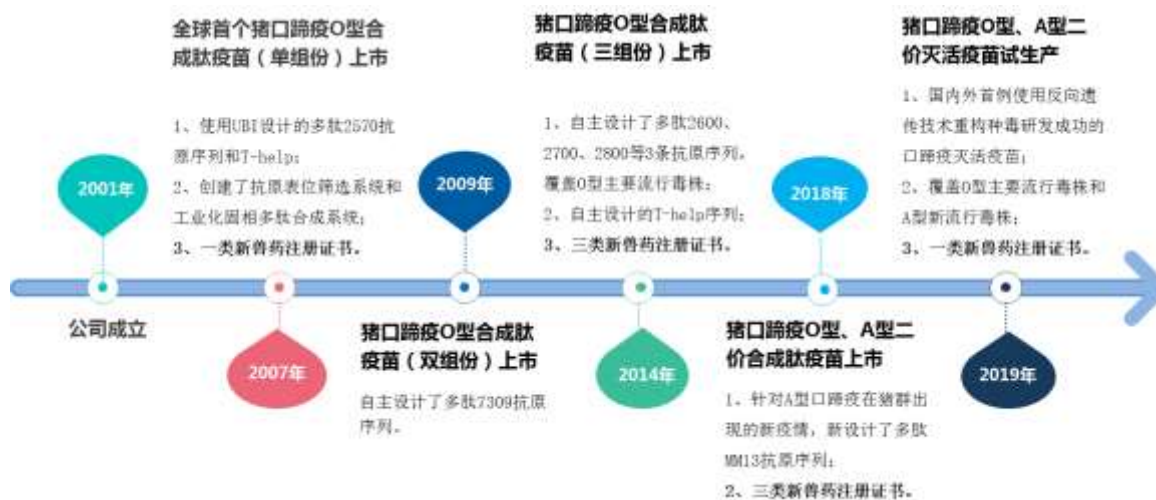 2001年
公司成立
全球首个猪口蹄疫O型合
成肽疫苗（单组份）上市
1、使用UBI设计的多肽2570抗
原序列和T-help；
2、创建了抗原表位筛选系统和
工业化固相多肽合成系统；
3、一类新兽药注册证书。
2007年
2009年
猪口蹄疫O型合成肽
疫苗（双组份）上市
自主设计了多肽7309抗原
序列。
猪口蹄疫O型合成肽
疫苗（三组份）上市
1、自主设计了多肽2600、
2700、2800等3条抗原序列。
覆盖O型主要流行毒株；
2、自主设计的T-help序列；
3、三类新兽药注册证书。
2014年
2018年
猪口蹄疫O型、A型二
价合成肽疫苗上市
1、针对A型口蹄疫在猪群出
现的新疫情，新设计了多肽
MM13抗原序列；
2、三类新兽药注册证书。
猪口蹄疫O型、A型二
价灭活疫苗试生产
1、国内外首例使用反向遗
传技术重构种毒研发成功的
口蹄疫灭活疫苗；
2、覆盖O型主要流行毒株和
A型新流行毒株；
3、一类新兽药注册证书。
2019年